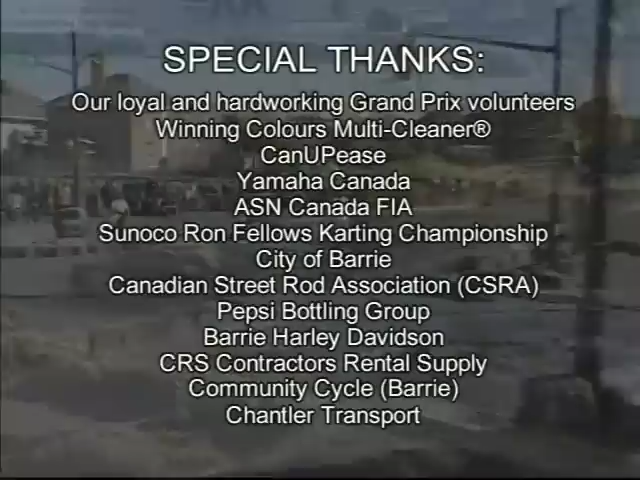 SPECIAL THANKS:
Our loyal and hardworking Grand Prix volunteers
Winning Colours Multi-Cleaner®
CanUPease
Yamaha Canada
ASN Canada FIA
Sunoco Ron Fellows Karting Championship
City of Barrie
Canadian Street Rod Association (CSRA)
Pepsi Bottling Group
Barrie Harley Davidson
CRS Contractors Rental Supply
Community Cycle (Barrie)
Chantler Transport